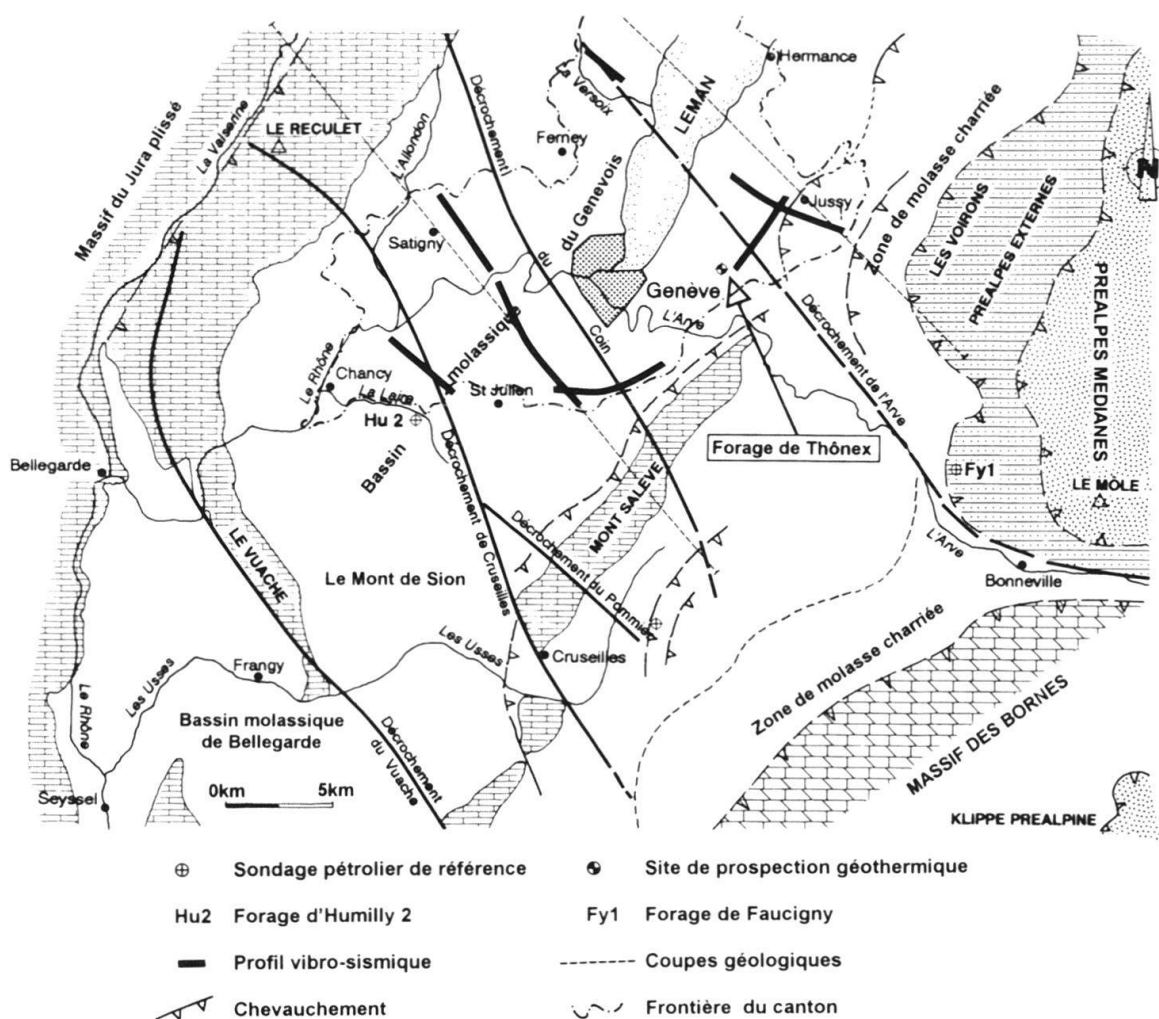 Hermance
La Versoix
LEMAN
Décrochement
La Valserine
LE RECULET
L'Allondon
Ferney
Massif du Jura plissé
du Genevois
Jussy
Zone de molasse charriée
LES VOIRONS
PREALPES EXTERNES
PREALPES MEDIANES
N
Satigny
du
Genève
L'Arve
Coin
molassique
Décrochement de l'Arve
Le Rhône
Chancy
La Laire
St Julien
Hu 2
Bassin
Forage de Thônex
Bellegarde
Fy1
LE MOLE
MONT SALÈVE
Décrochement de Cruseilles
Décrochement du Pommier
LE VUACHE
Le Mont de Sion
L'Arve
Bonneville
Les Usses
Cruseilles
Zone de molasse charriée
Frangy
Les Usses
Le Rhône
Bassin molassique
de Bellegarde
Décrochement
du Vuache
MASSIF DES BORNES
0km 5km
Seyssel
KLIPPE PREALPINE
Sondage pétrolier de référence
Site de prospection géothermique
Hu2 Forage d'Humilly 2
Fy1 Forage de Faucigny
Profil vibro-sismique
Coupes géologiques
Chevauchement
Frontière du canton